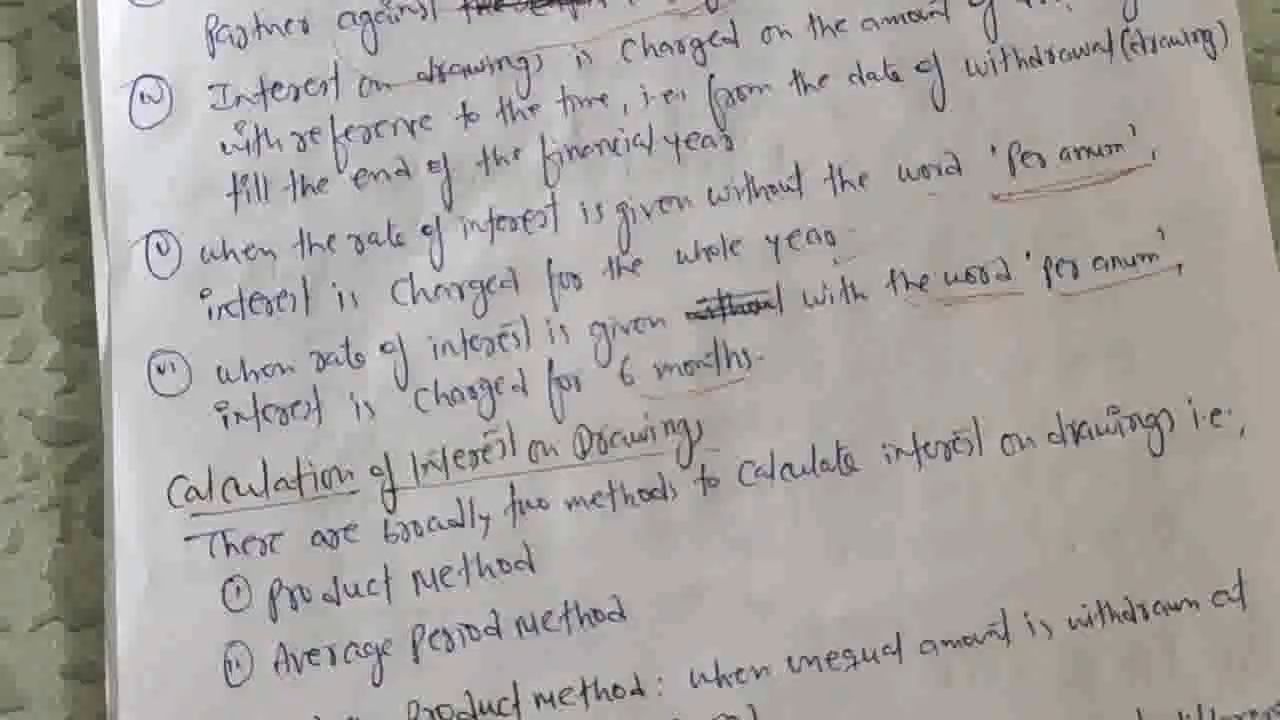 Partner against
(iv) Interest on drawings is charged on the amount of
with reference to the time, i.e. from the date of withdrawal (drawing)
till the end of the financial year
(v) when the rate of interest is given without the word 'per anum',
interest is charged for the whole year.
(vi) when rate of interest is given with the word 'per anum',
interest is charged for 6 months.
Calculation of Interest on Drawings
There are broadly two methods to calculate interest on drawings i.e.,
(i) Product Method
(ii) Average Period Method
Product method: when unequal amount is withdrawn at